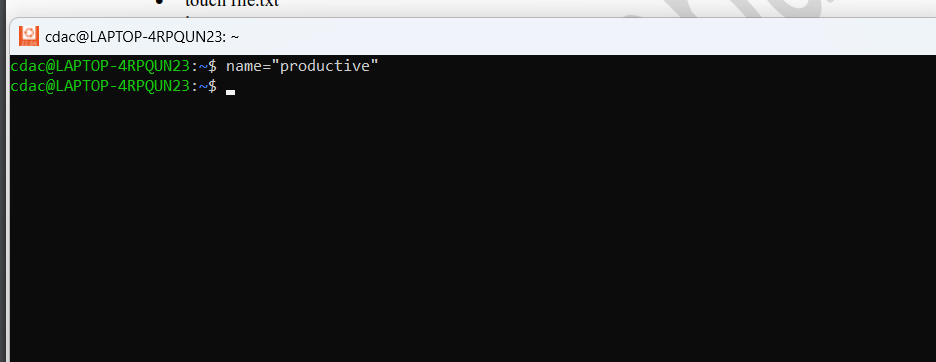 touch file.txt
cdac@LAPTOP-4RPQUN23: ~
cdac@LAPTOP-4RPQUN23:~$ name="productive"
cdac@LAPTOP-4RPQUN23:~$